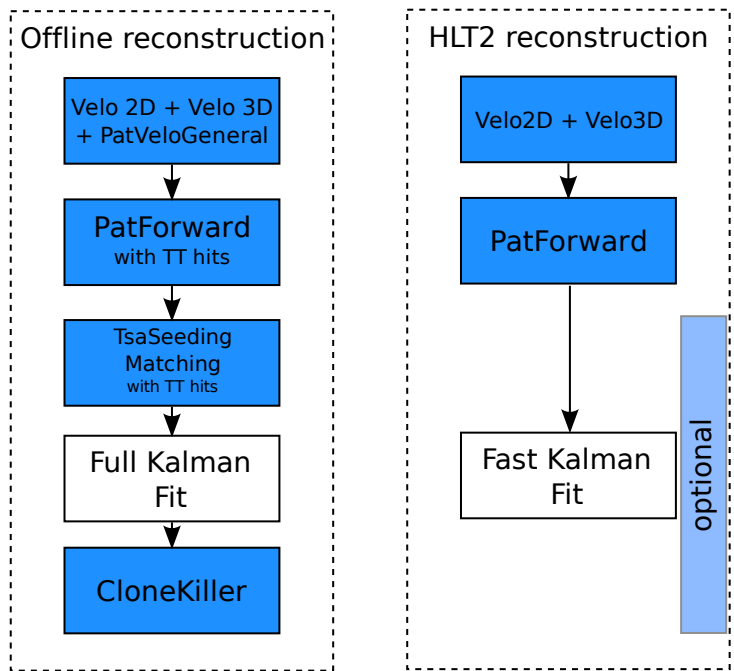 Offline reconstruction
Velo 2D + Velo 3D
+ PatVeloGeneral
PatForward
with TT hits
TsaSeeding
Matching
with TT hits
Full Kalman
Fit
CloneKiller
HLT2 reconstruction
Velo2D + Velo3D
PatForward
Fast Kalman
Fit
optional